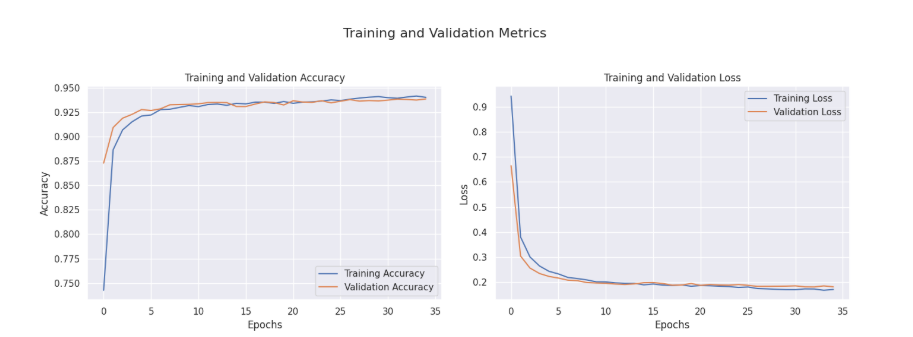 Training and Validation Metrics
Training and Validation Accuracy
0.950
0.925
0.900
0.875
0.850
0.825
0.800
0.775
0.750
Accuracy
0 5 10 15 20 25 30 35
Epochs
Training Accuracy
Validation Accuracy
Training and Validation Loss
0.9
0.8
0.7
0.6
0.5
0.4
0.3
0.2
Loss
0 5 10 15 20 25 30 35
Epochs
Training Loss
Validation Loss